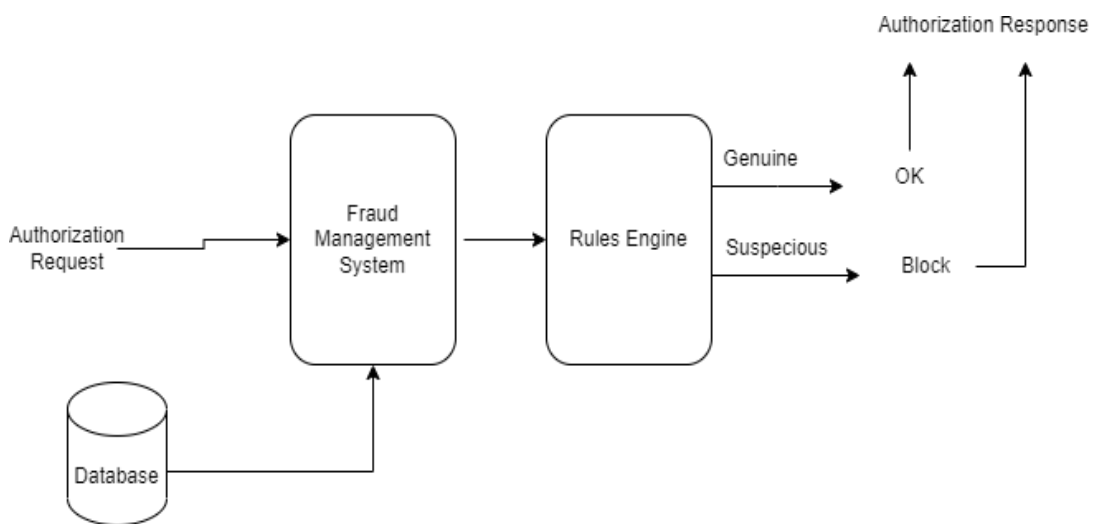 Authorization Response
Genuine
OK
Fraud
Management
System
Rules Engine
Authorization
Request
Suspecious
Block
Database